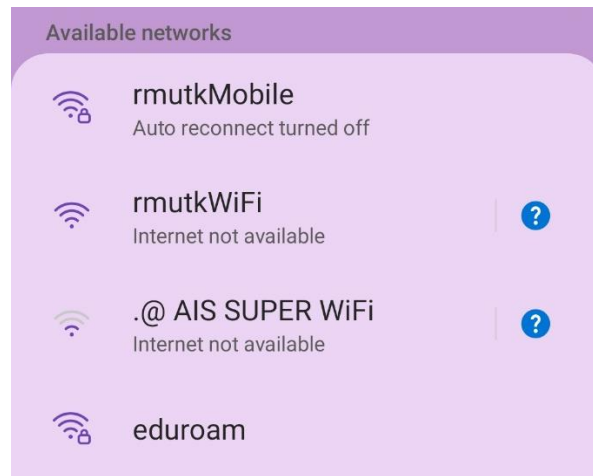 Available networks
rmutkMobile
Auto reconnect turned off
rmutkWiFi
Internet not available
?
.@ AIS SUPER WiFi
Internet not available
?
eduroam